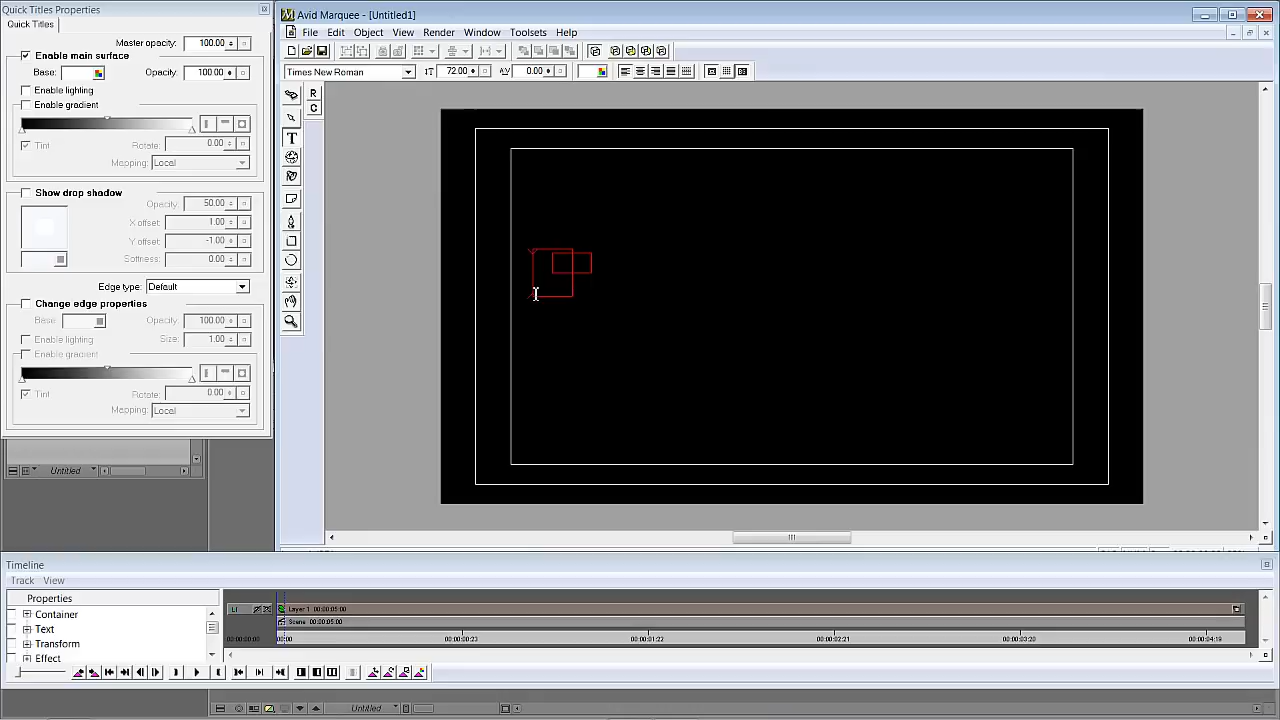 Quick Titles Properties
Quick Titles
Master opacity: 100.00
Enable main surface
Base: Opacity: 100.00
Enable lighting
Enable gradient
Tint Rotate: 0.00
Mapping: Local
Show drop shadow
Opacity: 50.00
X offset: 1.00
Y offset: -1.00
Softness: 0.00
Edge type: Default
Change edge properties
Base: Opacity: 100.00
Enable lighting Size: 1.00
Enable gradient
Tint Rotate: 0.00
Mapping: Local
Untitled
Avid Marquee - [Untitled1]
File Edit Object View Render Window Toolsets Help
Times New Roman 72.00 AV 0.00
R
C
T
Timeline
Track View
Properties
Container
Text
Transform
Effect
Layer 1 00:00:05:00
Scene 00:00:05:00
00:00:00:00 00:00 00:00:00:23 00:00:01:22 00:00:02:21 00:00:03:20 00:00:04:19
Untitled